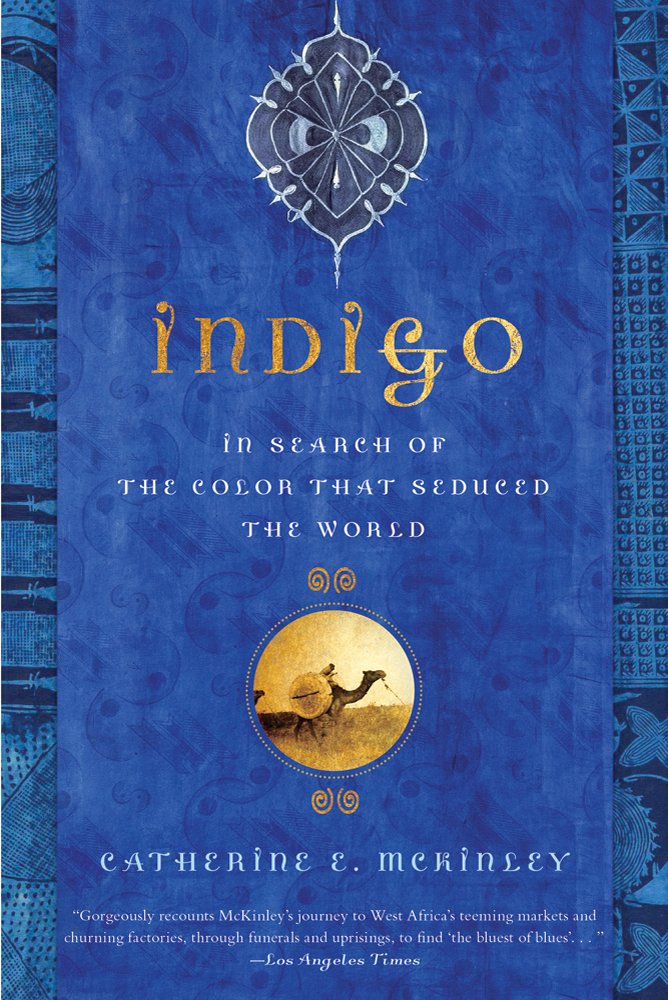 INDIGO
IN SEARCH OF
THE COLOR THAT SEDUCED
THE WORLD
CATHERINE E. MCKINLEY
“Gorgeously recounts McKinley’s journey to West Africa’s teeming markets and
churning factories, through funerals and uprisings, to find ‘the bluest of blues’. . . ”
—Los Angeles Times